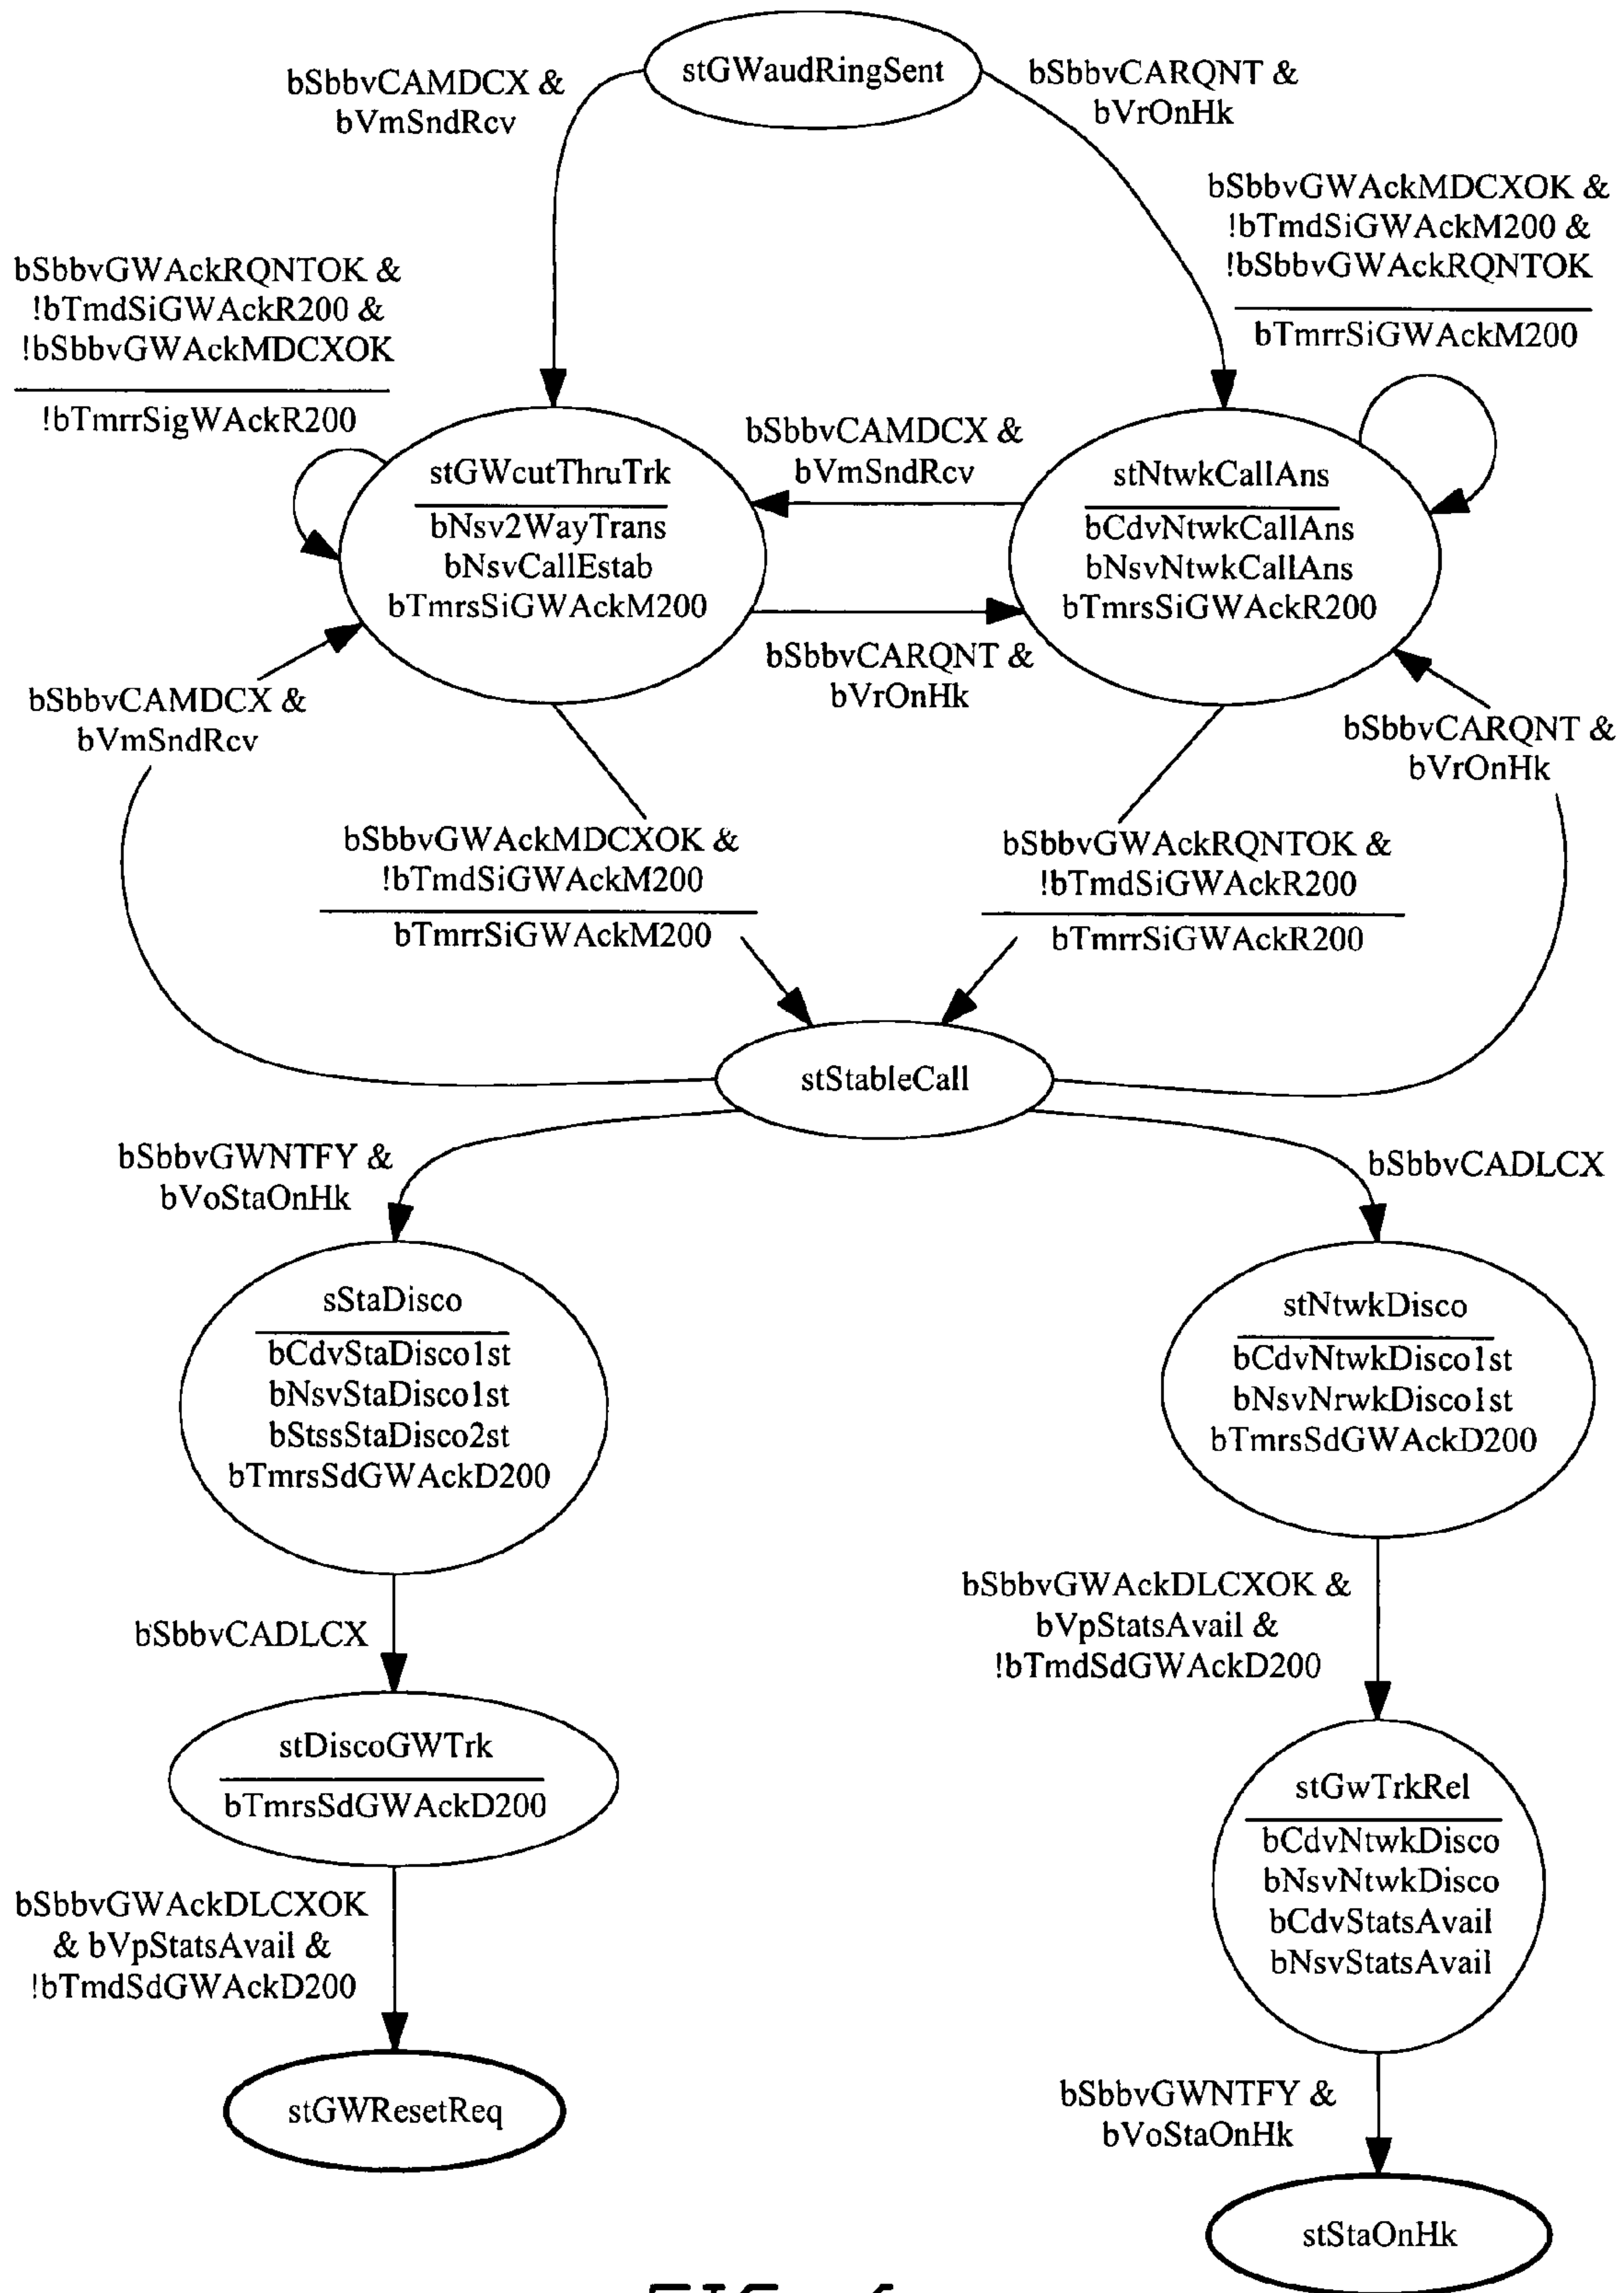 stGWaudRingSent
bSbbvCAMDCX &
bVmSndRcv
bSbbvCARQNT &
bVrOnHk
bSbbvGWAckMDCXOK &
!bTmdSiGWAckM200 &
!bSbbvGWAckRQNTOK
bTmrrSiGWAckM200
bSbbvGWAckRQNTOK &
!bTmdSiGWAckR200 &
!bSbbvGWAckMDCXOK
!bTmrrSigWAckR200
stGWcutThruTrk
bNsv2WayTrans
bNsvCallEstab
bTmrsSiGWAckM200
bSbbvCAMDCX &
bVmSndRcv
stNtwkCallAns
bCdvNtwkCallAns
bNsvNtwkCallAns
bTmrsSiGWAckR200
bSbbvCARQNT &
bVrOnHk
bSbbvCAMDCX &
bVmSndRcv
bSbbvCARQNT &
bVrOnHk
bSbbvGWAckMDCXOK &
!bTmdSiGWAckM200
bTmrrSiGWAckM200
bSbbvGWAckRQNTOK &
!bTmdSiGWAckR200
bTmrrSiGWAckR200
stStableCall
bSbbvGWNTFY &
bVoStaOnHk
bSbbvCADLCX
sStaDisco
bCdvStaDisco1st
bNsvStaDisco1st
bStssStaDisco2st
bTmrsSdGWAckD200
stNtwkDisco
bCdvNtwkDisco1st
bNsvNrwkDisco1st
bTmrsSdGWAckD200
bSbbvCADLCX
bSbbvGWAckDLCXOK &
bVpStatsAvail &
!bTmdSdGWAckD200
stDiscoGWTrk
bTmrsSdGWAckD200
stGwTrkRel
bCdvNtwkDisco
bNsvNtwkDisco
bCdvStatsAvail
bNsvStatsAvail
bSbbvGWAckDLCXOK
& bVpStatsAvail &
!bTmdSdGWAckD200
stGWResetReq
bSbbvGWNTFY &
bVoStaOnHk
stStaOnHk